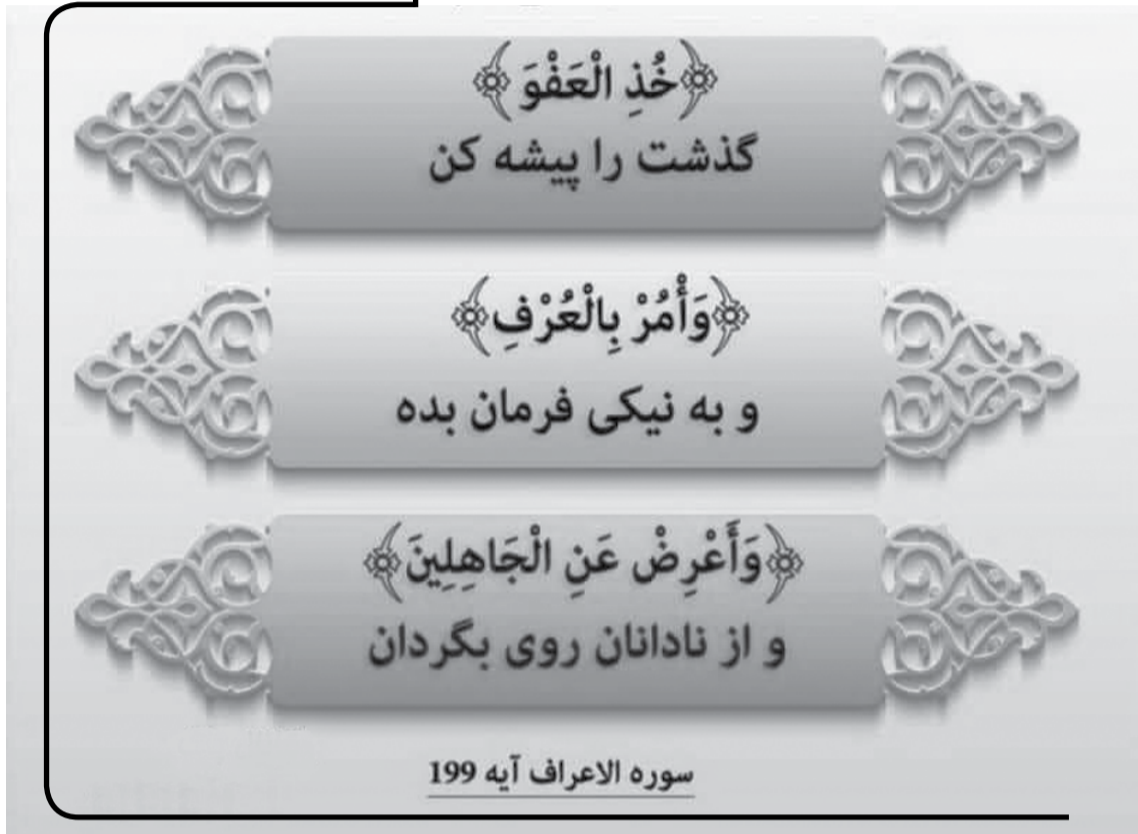 ﴿خُذِ الْعَفْوَ﴾
گذشت را پیشه کن
﴿وَأْمُرْ بِالْعُرْفِ﴾
و به نیکی فرمان بده
﴿وَأَعْرِضْ عَنِ الْجَاهِلِينَ﴾
و از نادانان روی بگردان
سوره الاعراف آیه 199